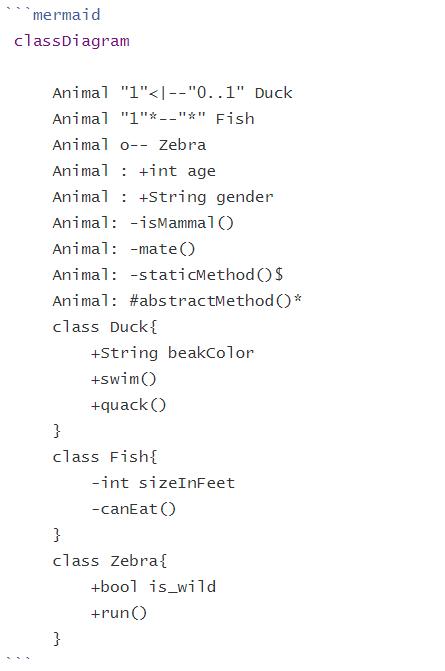 ```mermaid
classDiagram
Animal "1"<|--"0..1" Duck
Animal "1"*--"*" Fish
Animal o-- Zebra
Animal : +int age
Animal : +String gender
Animal: -isMammal()
Animal: -mate()
Animal: -staticMethod()$
Animal: #abstractMethod()*
class Duck{
+String beakColor
+swim()
+quack()
}
class Fish{
-int sizeInFeet
-canEat()
}
class Zebra{
+bool is_wild
+run()
}
```